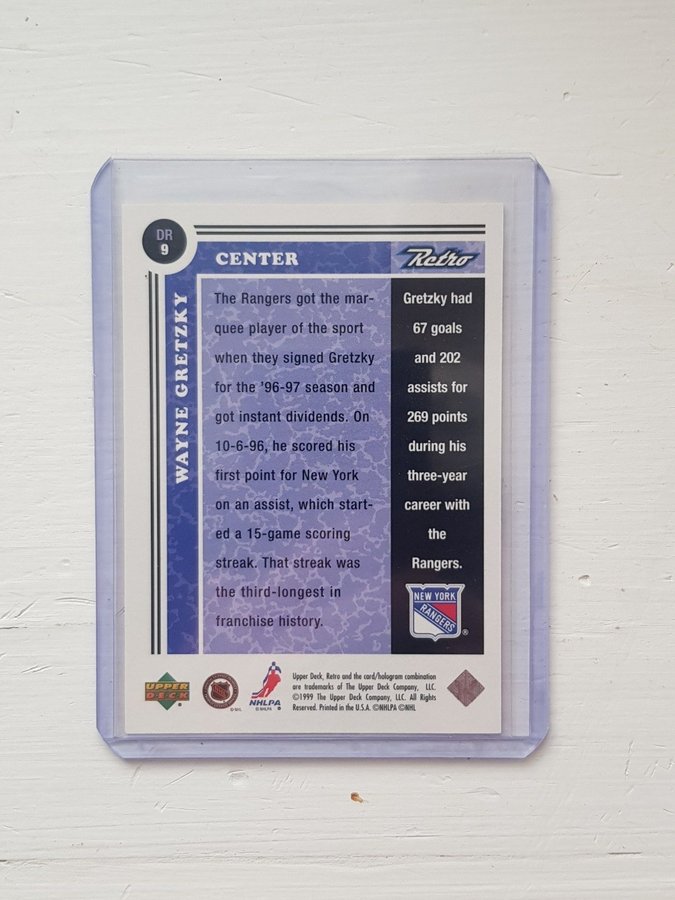 DR
9
CENTER
Retro
WAYNE GRETZKY
The Rangers got the mar-
quee player of the sport
when they signed Gretzky
for the '96-97 season and
got instant dividends. On
10-6-96, he scored his
first point for New York
on an assist, which start-
ed a 15-game scoring
streak. That streak was
the third-longest in
franchise history.
Gretzky had
67 goals
and 202
assists for
269 points
during his
three-year
career with
the
Rangers.
NEW YORK
RANGERS
®
UPPER
DECK
NHL
© NHL
NHLPA
© NHLPA
Upper Deck, Retro and the card/hologram combination
are trademarks of The Upper Deck Company, LLC.
©1999 The Upper Deck Company, LLC. All Rights
Reserved. Printed in the U.S.A. ©NHLPA ©NHL